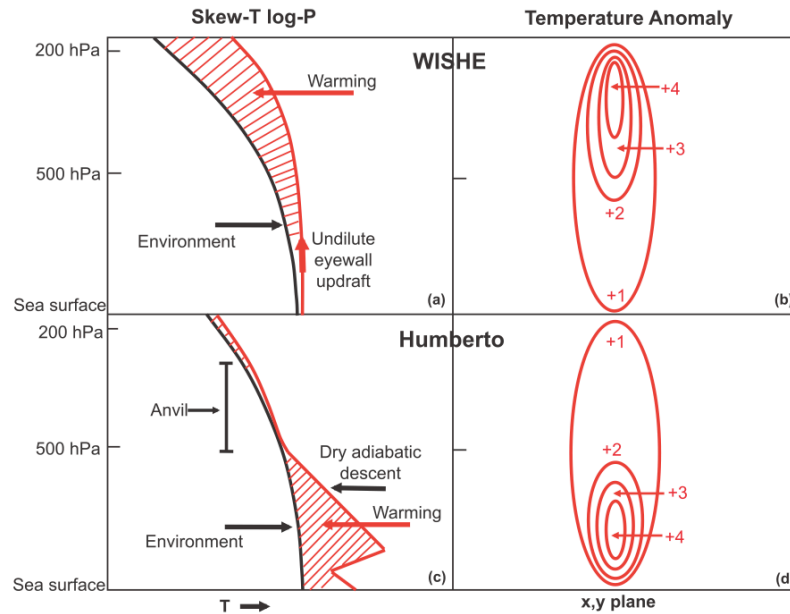 Skew-T log-P
Temperature Anomaly
200 hPa
WISHE
Warming
+4
+3
500 hPa
+2
Environment
Undilute
eyewall
updraft
+1
Sea surface
(a)
(b)
200 hPa
Humberto
+1
Anvil
500 hPa
Dry adiabatic
descent
+2
+3
Warming
Environment
+4
Sea surface
(c)
(d)
T
x,y plane